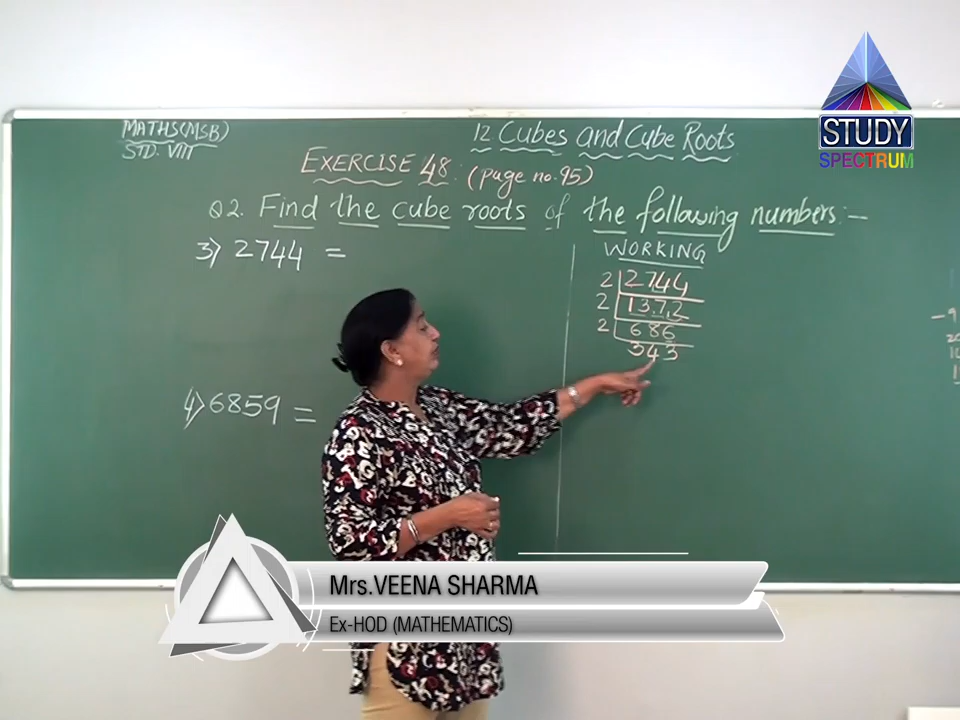 STUDY
SPECTRUM
MATHS(MSB)
STD. VIII
12 Cubes and Cube Roots
EXERCISE 48: (page no. 95)
Q2. Find the cube roots of the following numbers:—
3) 2744 =
WORKING
2 2744
2 1372
2 686
343
4) 6859 =
Mrs.VEENA SHARMA
Ex-HOD (MATHEMATICS)